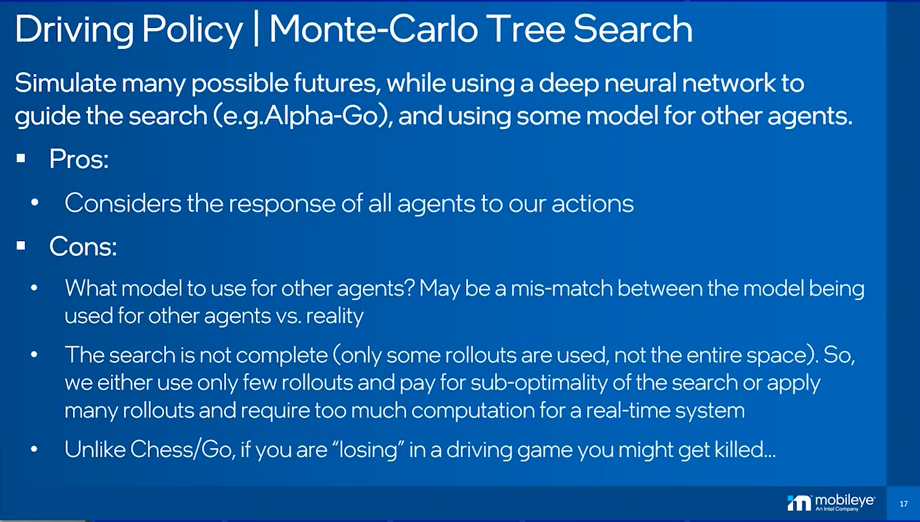 Driving Policy | Monte-Carlo Tree Search
Simulate many possible futures, while using a deep neural network to
guide the search (e.g.Alpha-Go), and using some model for other agents.
▪ Pros:
• Considers the response of all agents to our actions
▪ Cons:
• What model to use for other agents? May be a mis-match between the model being
used for other agents vs. reality
• The search is not complete (only some rollouts are used, not the entire space). So,
we either use only few rollouts and pay for sub-optimality of the search or apply
many rollouts and require too much computation for a real-time system
• Unlike Chess/Go, if you are “losing” in a driving game you might get killed...
mobileye™
An Intel Company
17